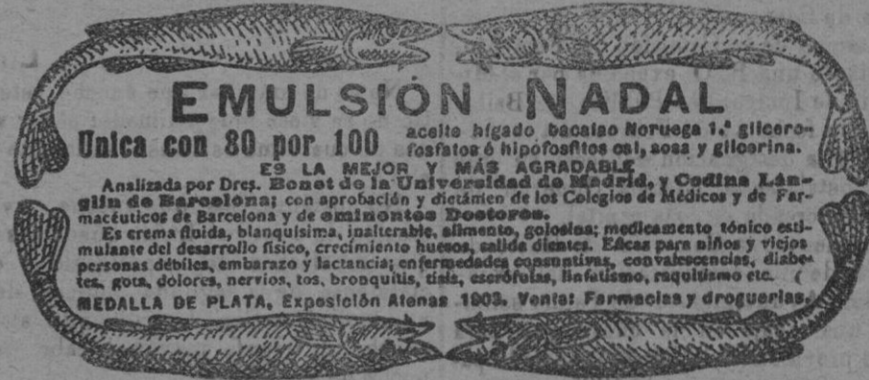 EMULSIÓN NADAL
Unica con 80 por 100 aceite hígado bacalao Noruega 1.ª glicero-
fosfatos ó hipofosfitos cal, sosa y glicerina.
ES LA MEJOR Y MÁS AGRADABLE
Analizada por Dres. Bonet de la Universidad de Madrid, y Codina Län-
glin de Barcelona; con aprobación y dictámen de los Colegios de Médicos y de Far-
macéuticos de Barcelona y de eminentes Doctores.
Es crema fluida, blanquísima, inalterable, alimento, golosina; medicamento tónico esti-
mulante del desarrollo físico, crecimiento huesos, salida dientes. Eficaz para niños y viejos
personas débiles, embarazo y lactancia; enfermedades consuntivas, convalescencias, diabe-
tes, gota, dolores, nervios, tos, bronquitis, tisis, escrófulas, linfatismo, raquitismo etc.
MEDALLA DE PLATA, Exposición Atenas 1903. Venta: Farmacias y droguerías.